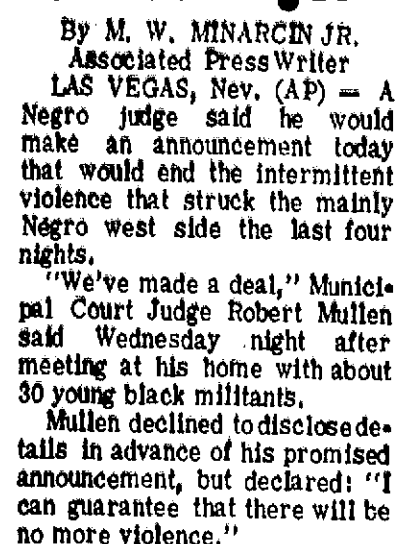 By M. W. MINARCIN JR.
Associated Press Writer
LAS VEGAS, Nev. (AP) — A
Negro judge said he would
make an announcement today
that would end the intermittent
violence that struck the mainly
Negro west side the last four
nights.
"We've made a deal," Munici-
pal Court Judge Robert Mullen
said Wednesday night after
meeting at his home with about
30 young black militants.
Mullen declined to disclose de-
tails in advance of his promised
announcement, but declared: "I
can guarantee that there will be
no more violence."